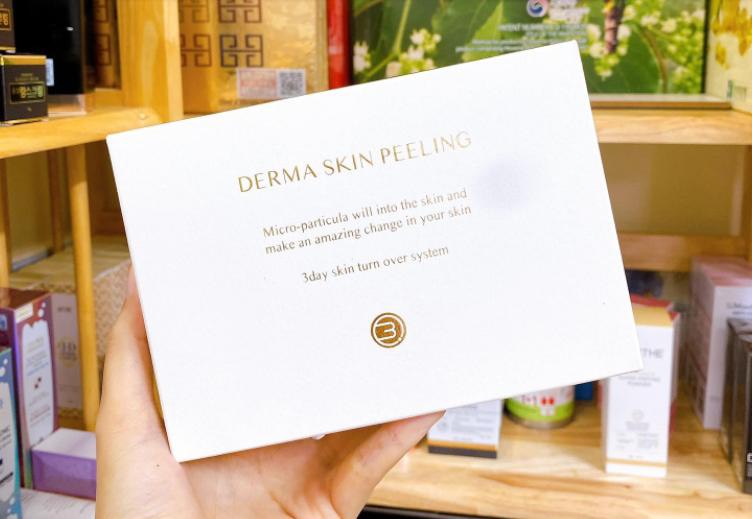 DERMA SKIN PEELING
Micro-particula will into the skin and
make an amazing change in your skin
3day skin turn over system